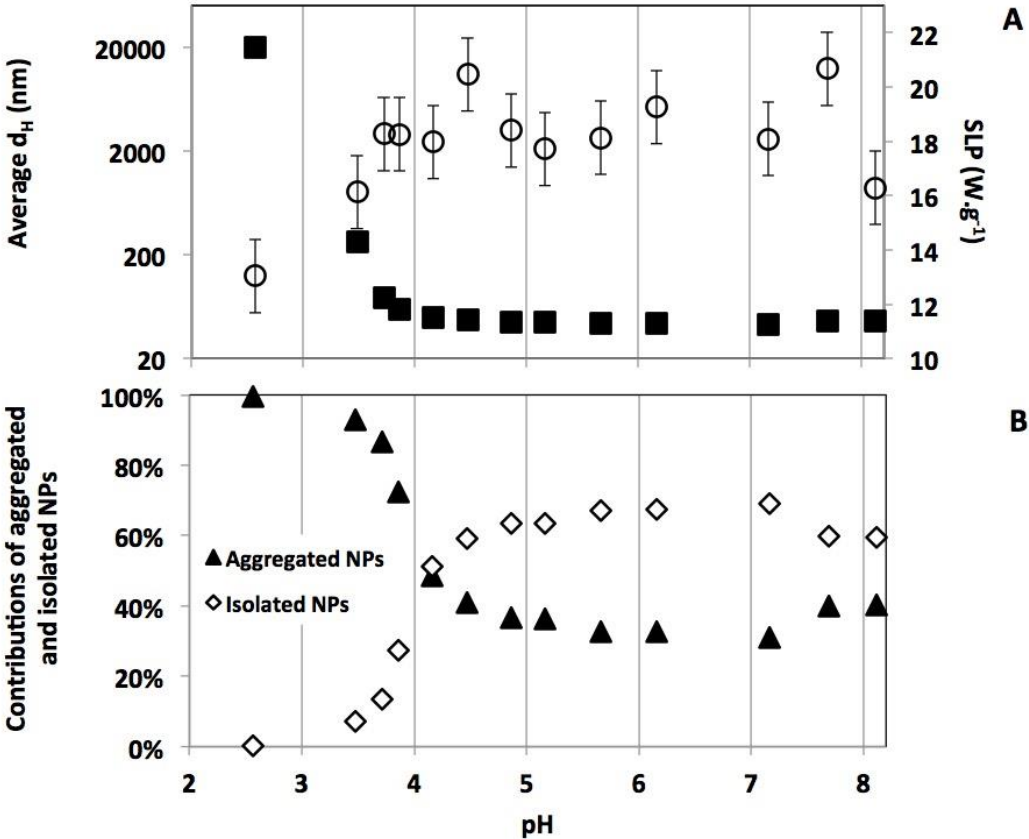 A
20000
2000
200
20
Average dH (nm)
22
20
18
16
14
12
10
SLP (W.g-1)
B
100%
80%
60%
40%
20%
0%
Contributions of aggregated
and isolated NPs
Aggregated NPs
Isolated NPs
2 3 4 5 6 7 8
pH